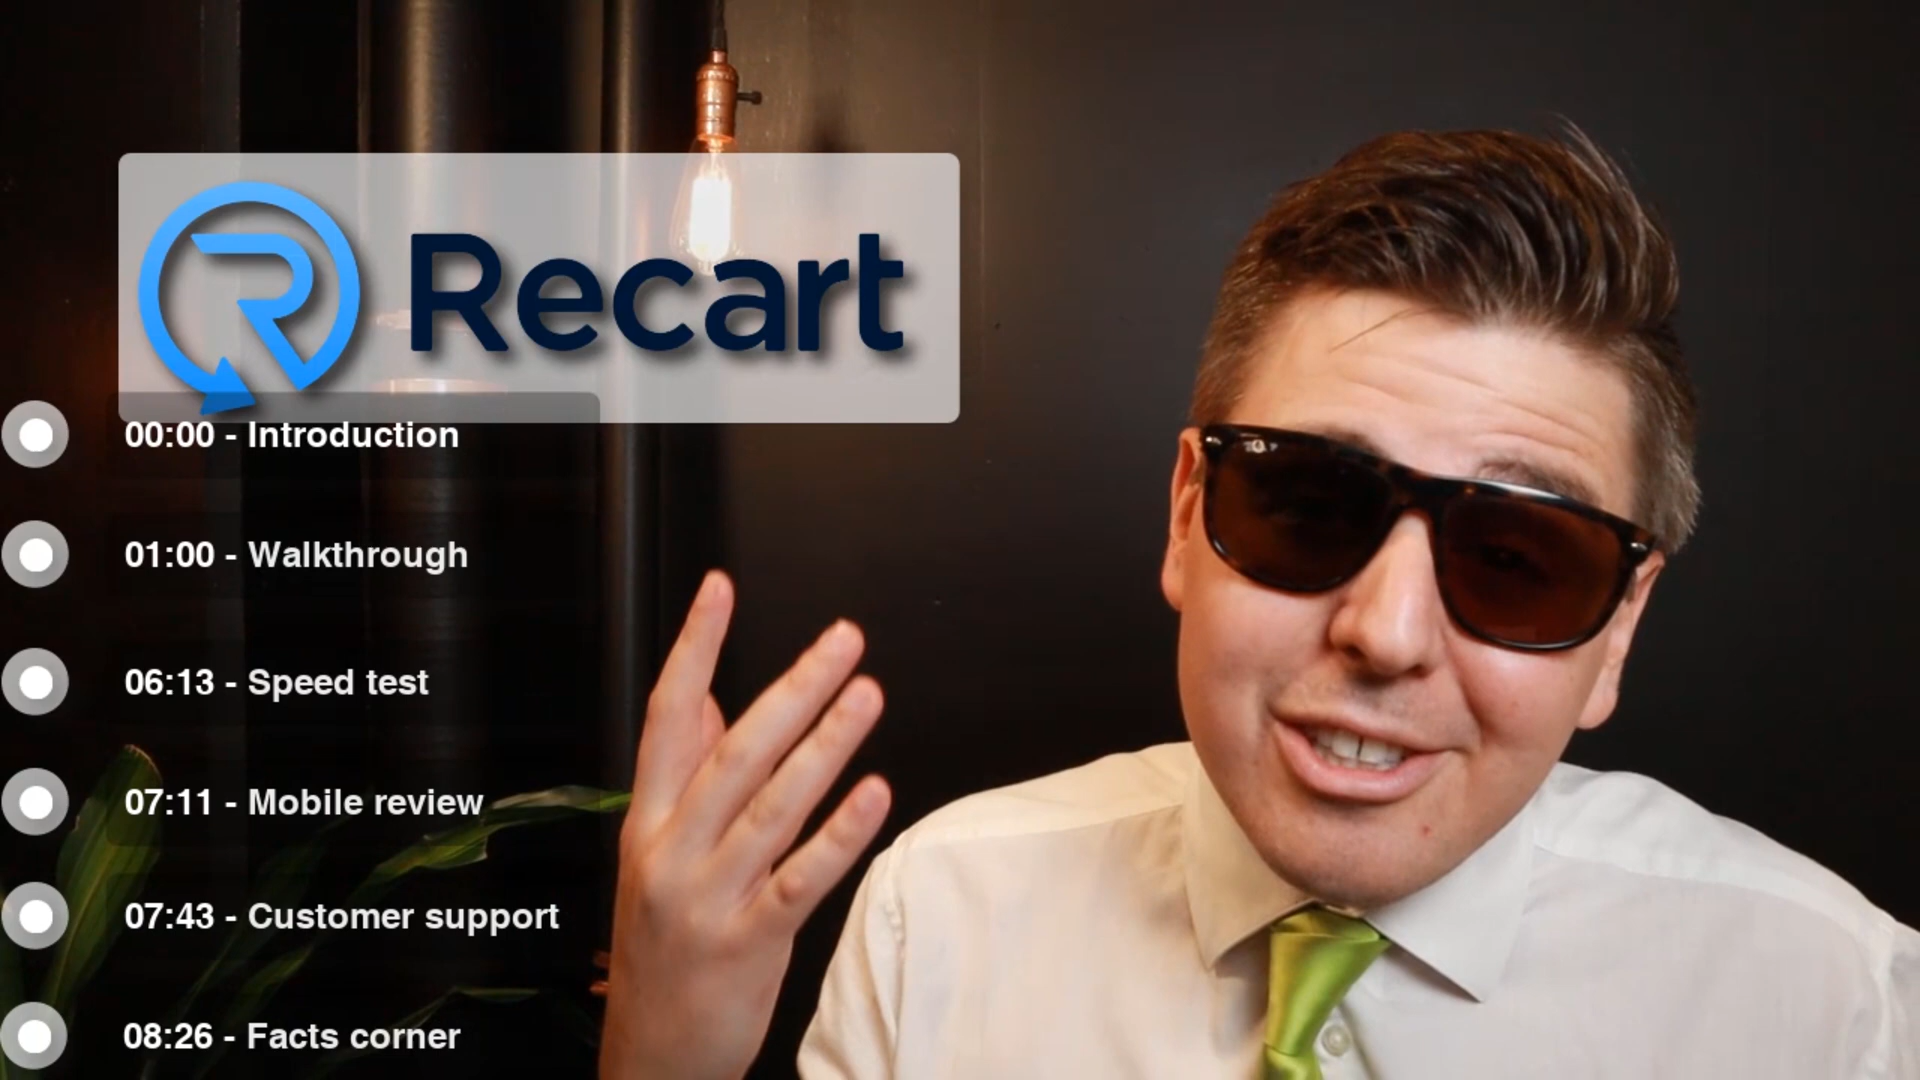 Recart
00:00 - Introduction
01:00 - Walkthrough
06:13 - Speed test
07:11 - Mobile review
07:43 - Customer support
08:26 - Facts corner